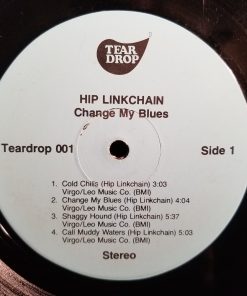 TEAR
DROP
HIP LINKCHAIN
Change My Blues
Teardrop 001 Side 1
1. Cold Chills (Hip Linkchain) 3:03
Virgo/Leo Music Co. (BMI)
2. Change My Blues (Hip Linkchain) 4:04
Virgo/Leo Music Co. (BMI)
3. Shaggy Hound (Hip Linkchain) 5:37
Virgo/Leo Music Co. (BMI)
4. Call Muddy Waters (Hip Linkchain) 5:03
Virgo/Leo Music Co. (BMI)
Stereo